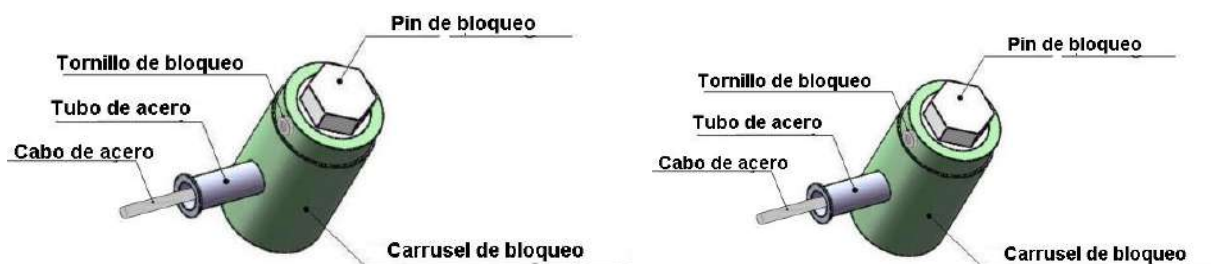 Pin de bloqueo
Tornillo de bloqueo
Tubo de acero
Cabo de acero
Carrusel de bloqueo
Pin de bloqueo
Tornillo de bloqueo
Tubo de acero
Cabo de acero
Carrusel de bloqueo